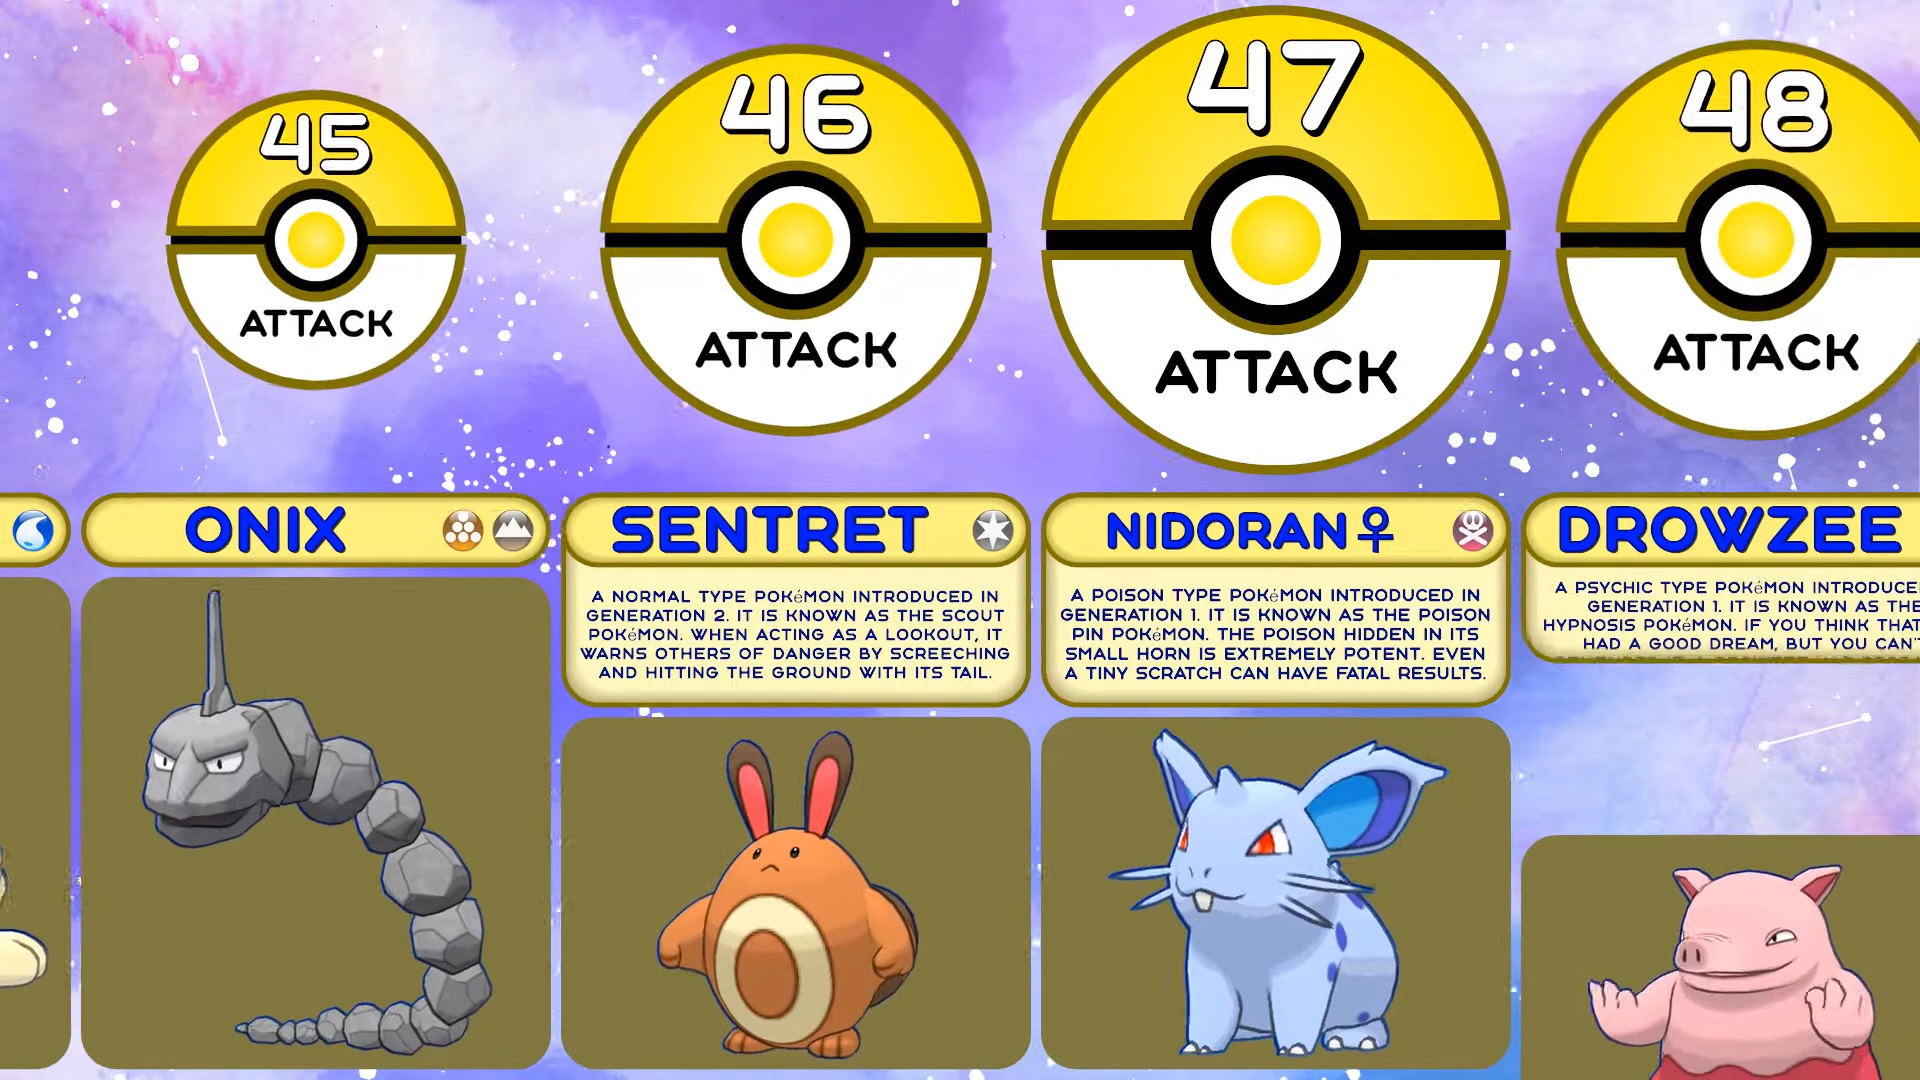 45
ATTACK
46
ATTACK
47
ATTACK
48
ATTACK
ONIX
SENTRET
A NORMAL TYPE POKéMON INTRODUCED IN
GENERATION 2. IT IS KNOWN AS THE SCOUT
POKéMON. WHEN ACTING AS A LOOKOUT, IT
WARNS OTHERS OF DANGER BY SCREECHING
AND HITTING THE GROUND WITH ITS TAIL.
NIDORAN♀
A POISON TYPE POKéMON INTRODUCED IN
GENERATION 1. IT IS KNOWN AS THE POISON
PIN POKéMON. THE POISON HIDDEN IN ITS
SMALL HORN IS EXTREMELY POTENT. EVEN
A TINY SCRATCH CAN HAVE FATAL RESULTS.
DROWZEE
A PSYCHIC TYPE POKéMON INTRODUCE
GENERATION 1. IT IS KNOWN AS THE
HYPNOSIS POKéMON. IF YOU THINK THAT
HAD A GOOD DREAM, BUT YOU CAN'T